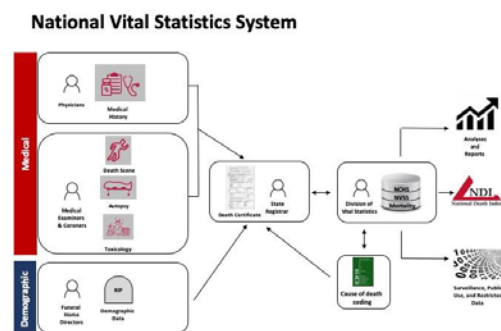 National Vital Statistics System
Medical
Physicians
Medical
History
Medical
Examiners
& Coroners
Death Scene
Autopsy
Toxicology
Demographic
Funeral
Home
Directors
RIP
Demographic
Data
Death Certificate
State
Registrar
Division of
Vital Statistics
NCHS
NVSS
Mortality
Cause of death
coding
Analyses
and
Reports
NDI
National Death Index
Surveillance, Public
Use, and Restricted
Data